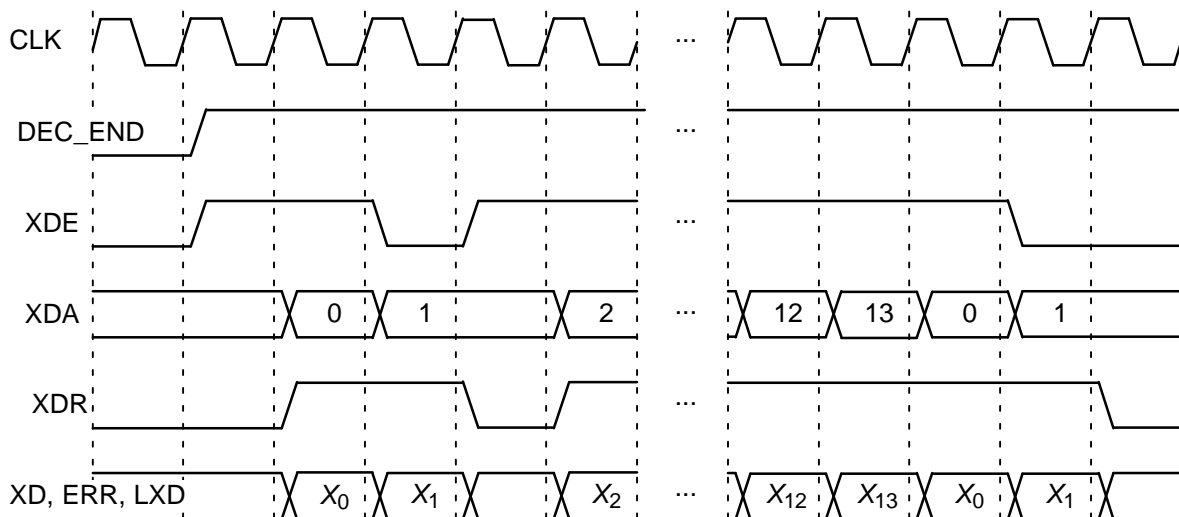 CLK ...
DEC_END ...
XDE ...
XDA 0 1 2 ... 12 13 0 1
XDR ...
XD, ERR, LXD X₀ X₁ X₂ ... X₁₂ X₁₃ X₀ X₁